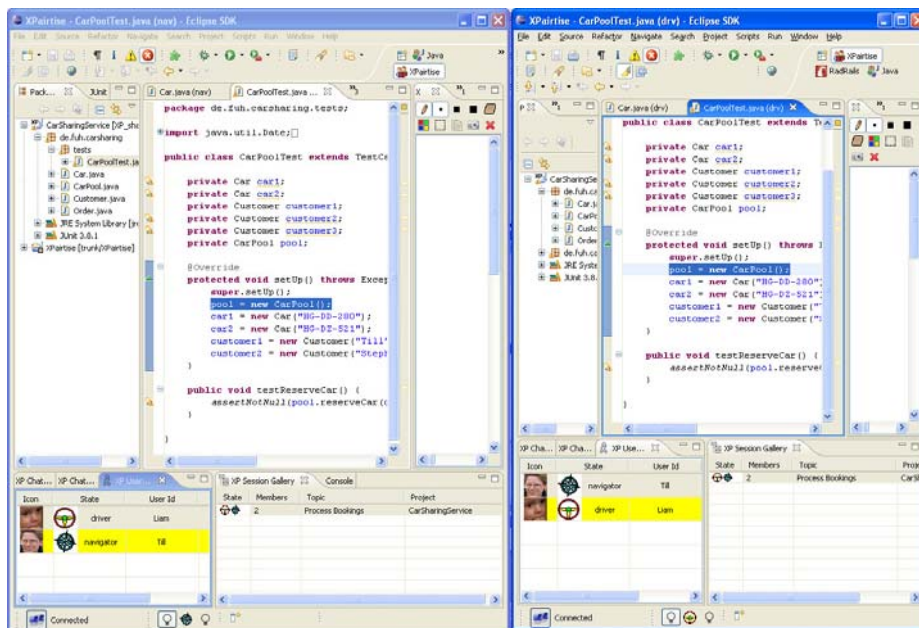 XPairtise - CarPoolTest.java (nav) - Eclipse SDK
File Edit Source Refactor Navigate Search Project Scripts Run Window Help
Java
XPairtise
Pack...
JUnit
CarSharingService [XP_sha
de.fuh.carsharing
tests
CarPoolTest.ja
Car.java
CarPool.java
Customer.java
Order.java
JRE System Library [jre
JUnit 3.8.1
XPairtise [trunk/XPairtise]
Car.java (nav)
CarPoolTest.java ...
package de.fuh.carsharing.tests;
import java.util.Date;
public class CarPoolTest extends TestCa
private Car car1;
private Car car2;
private Customer customer1;
private Customer customer2;
private Customer customer3;
private CarPool pool;
@Override
protected void setUp() throws Excep
super.setUp();
pool = new CarPool();
car1 = new Car("HG-DD-280");
car2 = new Car("HG-DZ-521");
customer1 = new Customer("Till"
customer2 = new Customer("Steph
}
public void testReserveCar() {
assertNotNull(pool.reserveCar(c
}
}
XP Chat... XP Chat... XP User...
Icon State User Id
driver Liam
navigator Till
XP Session Gallery Console
State Members Topic Project
2 Process Bookings CarSharingService
Connected
XPairtise - CarPoolTest.java (drv) - Eclipse SDK
File Edit Source Refactor Navigate Search Project Scripts Run Window Help
XPairtise
RadRails Java
CarSharingSe
de.fuh.ca
Car.j
CarPo
Custo
Order
de.fuh.ca
JRE Syste
JUnit 3.8.
Car.java (drv)
CarPoolTest.java (drv)
public class CarPoolTest extends Te
private Car car1;
private Car car2;
private Customer customer1;
private Customer customer2;
private Customer customer3;
private CarPool pool;
@Override
protected void setUp() throws E
super.setUp();
pool = new CarPool();
car1 = new Car("HG-DD-280")
car2 = new Car("HG-DZ-521")
customer1 = new Customer("T
customer2 = new Customer("S
}
public void testReserveCar() {
assertNotNull(pool.reserve
}
}
XP Cha... XP Chat... XP Use...
Icon State User Id
navigator Till
driver Liam
XP Session Gallery
State Members Topic Project
2 Process Bookings CarSh
Connected